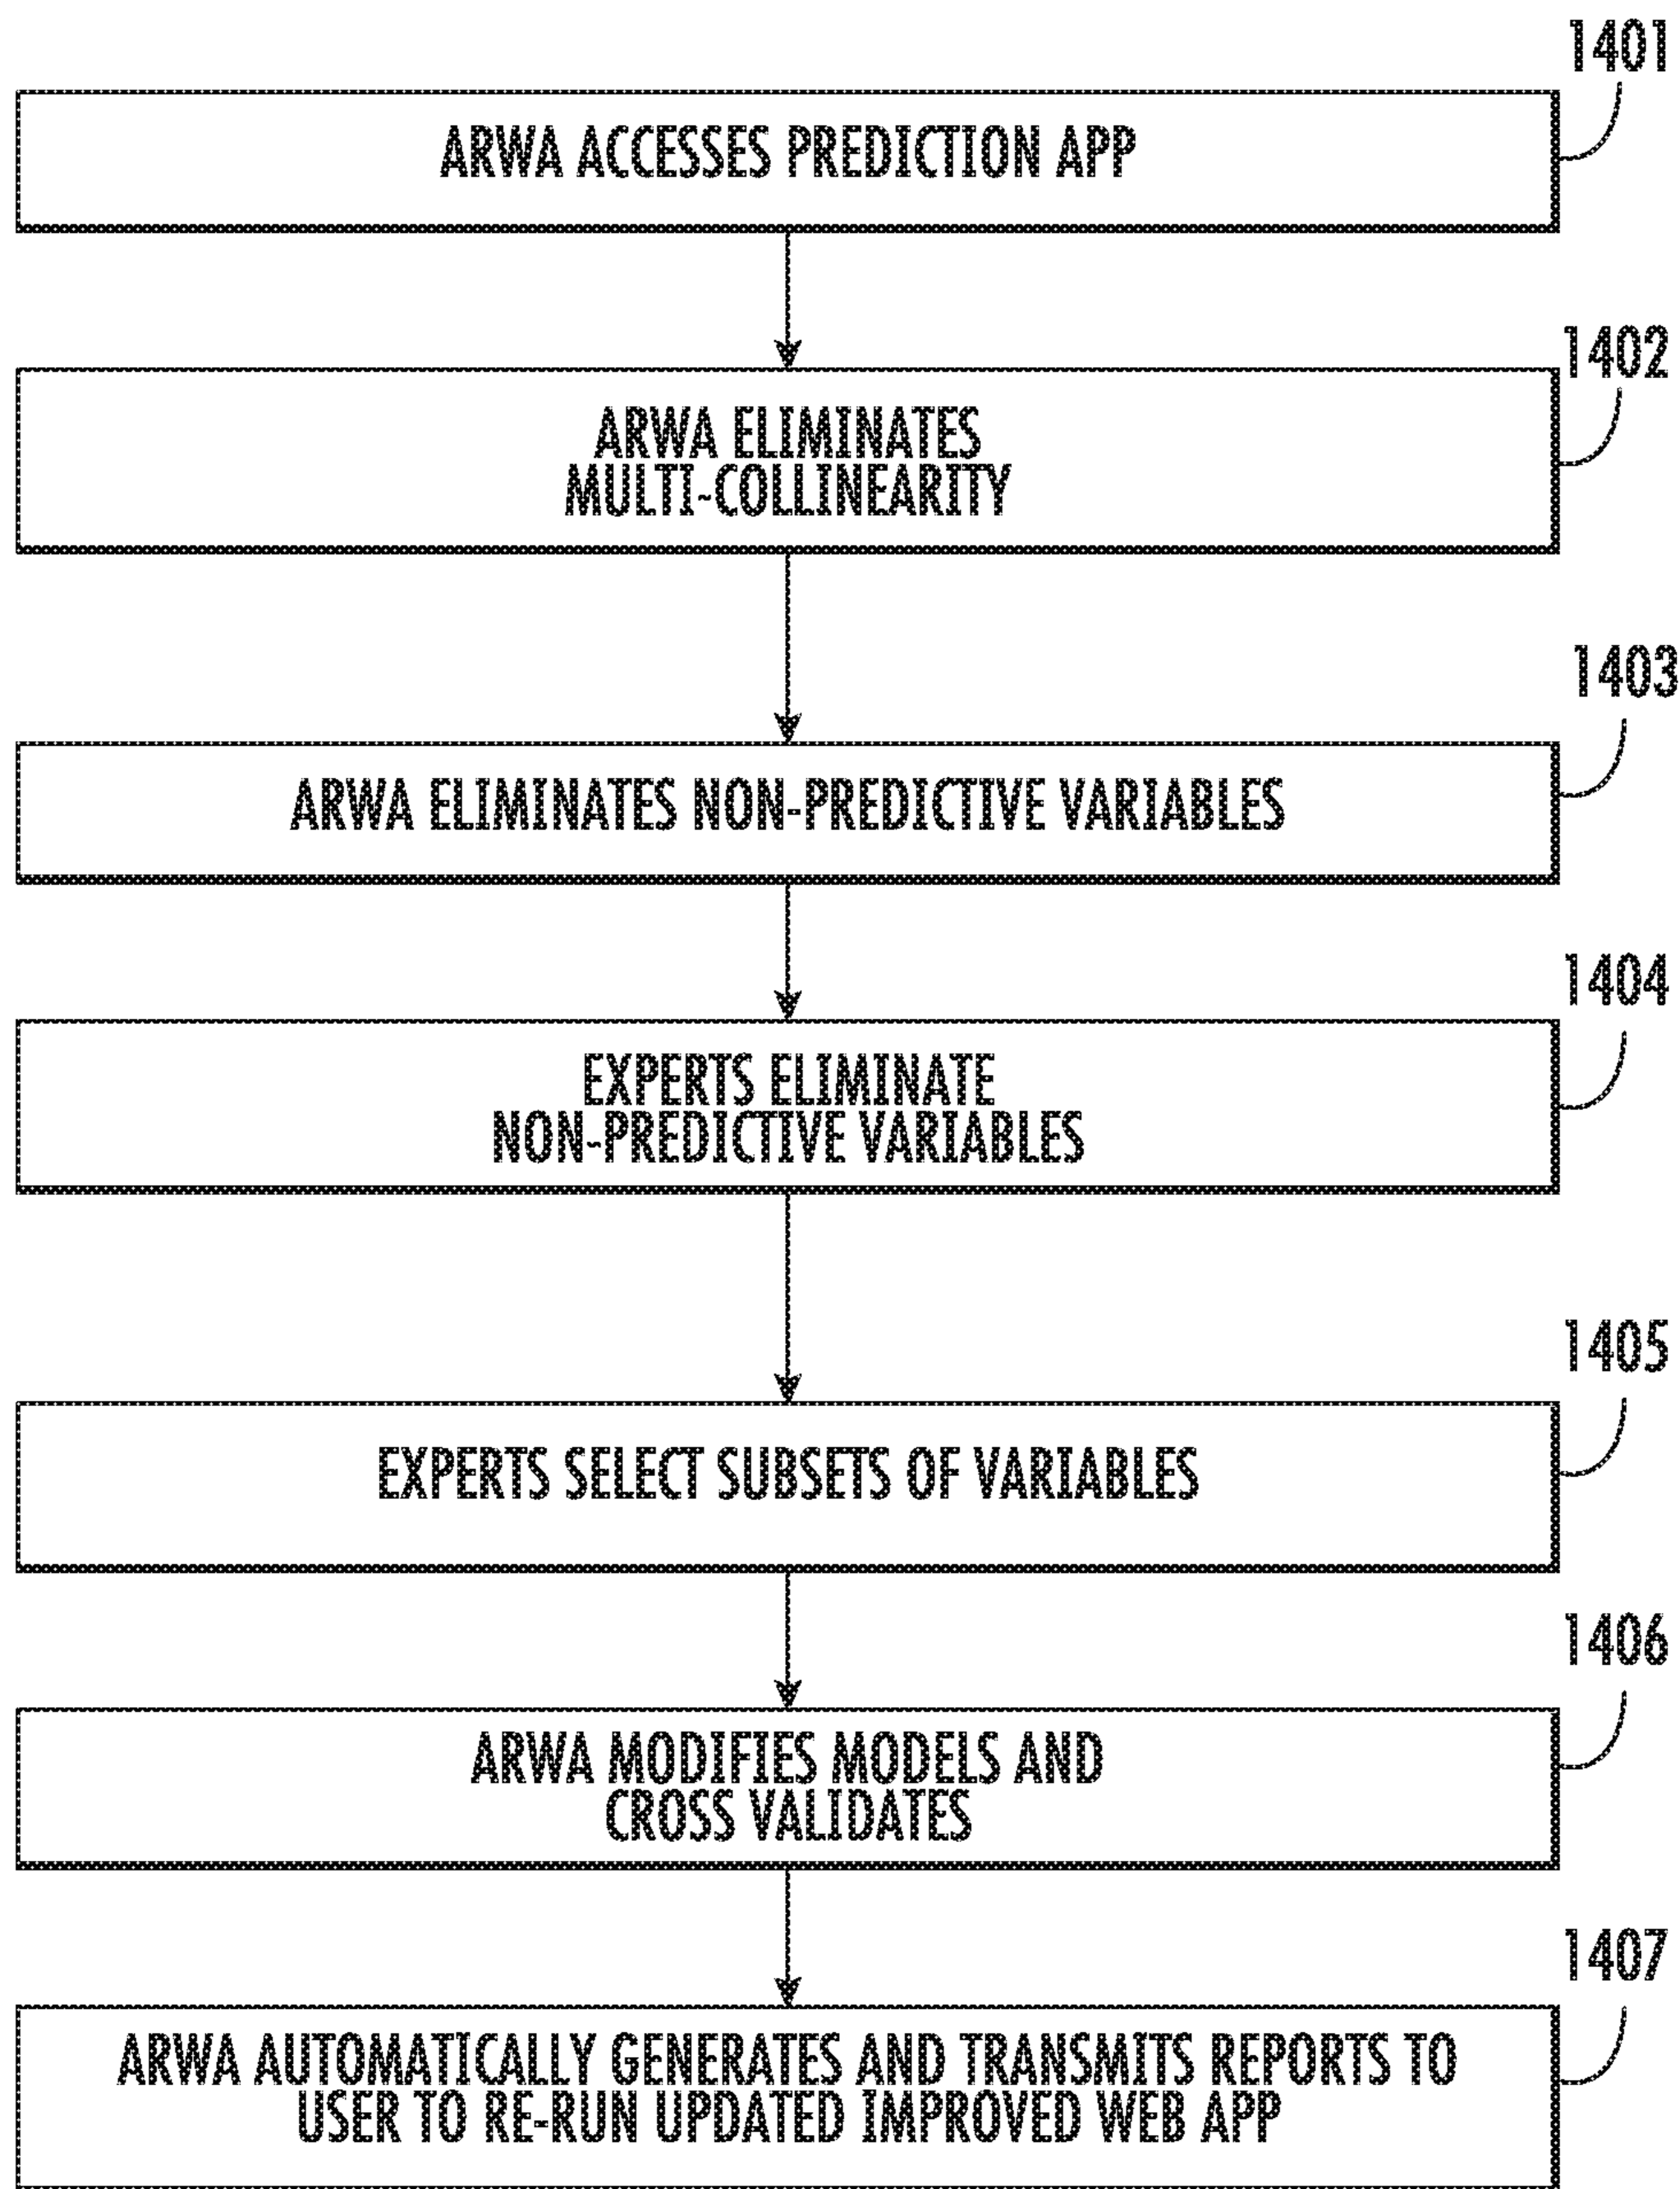 1401
ARWA ACCESSES PREDICTION APP
1402
ARWA ELIMINATES
MULTI-COLLINEARITY
1403
ARWA ELIMINATES NON-PREDICTIVE VARIABLES
1404
EXPERTS ELIMINATE
NON-PREDICTIVE VARIABLES
1405
EXPERTS SELECT SUBSETS OF VARIABLES
1406
ARWA MODIFIES MODELS AND
CROSS VALIDATES
1407
ARWA AUTOMATICALLY GENERATES AND TRANSMITS REPORTS TO
USER TO RE-RUN UPDATED IMPROVED WEB APP